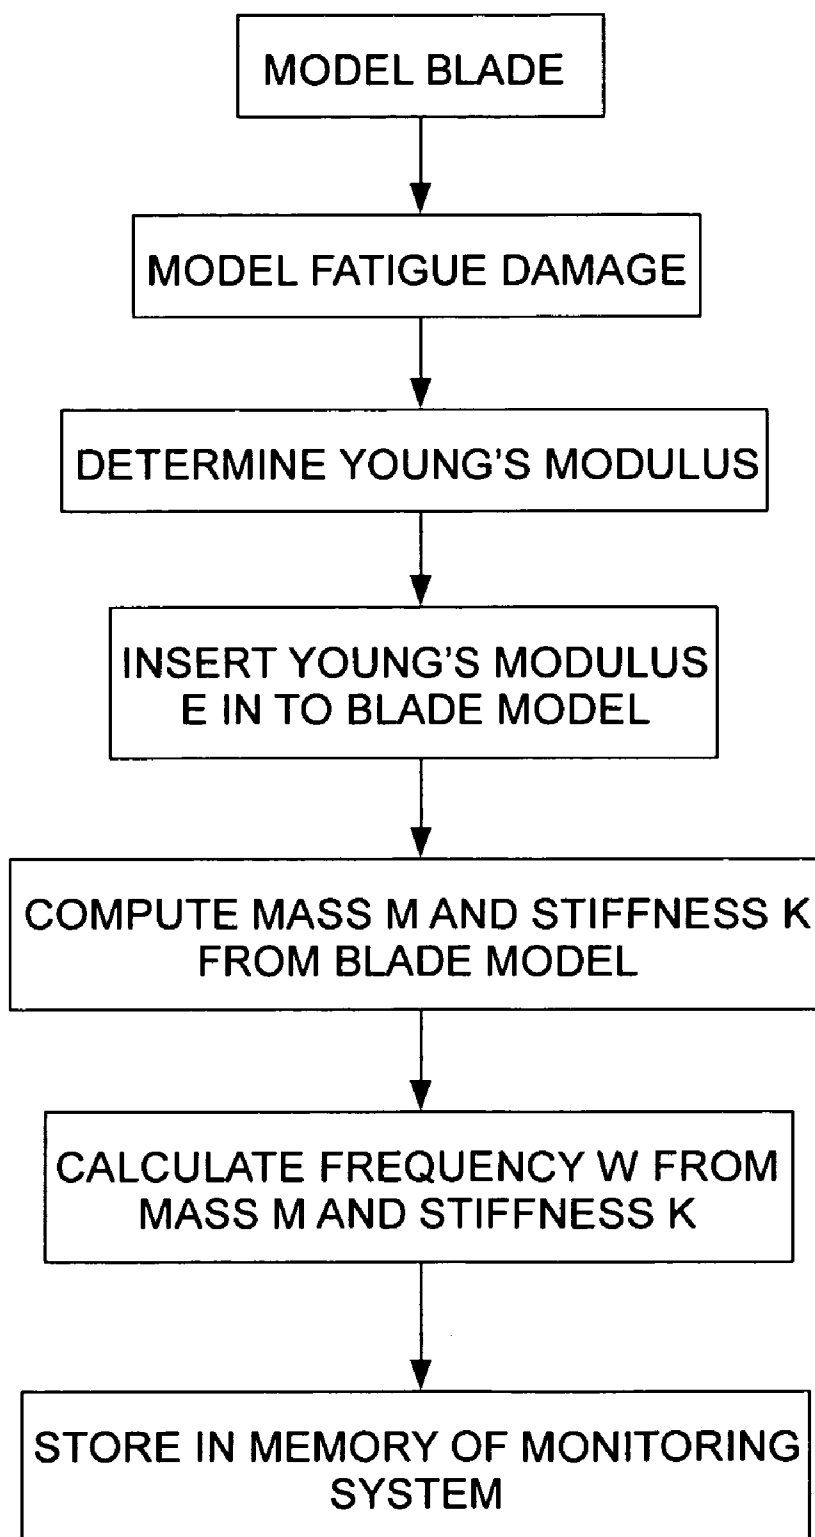 MODEL BLADE
MODEL FATIGUE DAMAGE
DETERMINE YOUNG'S MODULUS
INSERT YOUNG'S MODULUS
E IN TO BLADE MODEL
COMPUTE MASS M AND STIFFNESS K
FROM BLADE MODEL
CALCULATE FREQUENCY W FROM
MASS M AND STIFFNESS K
STORE IN MEMORY OF MONITORING
SYSTEM